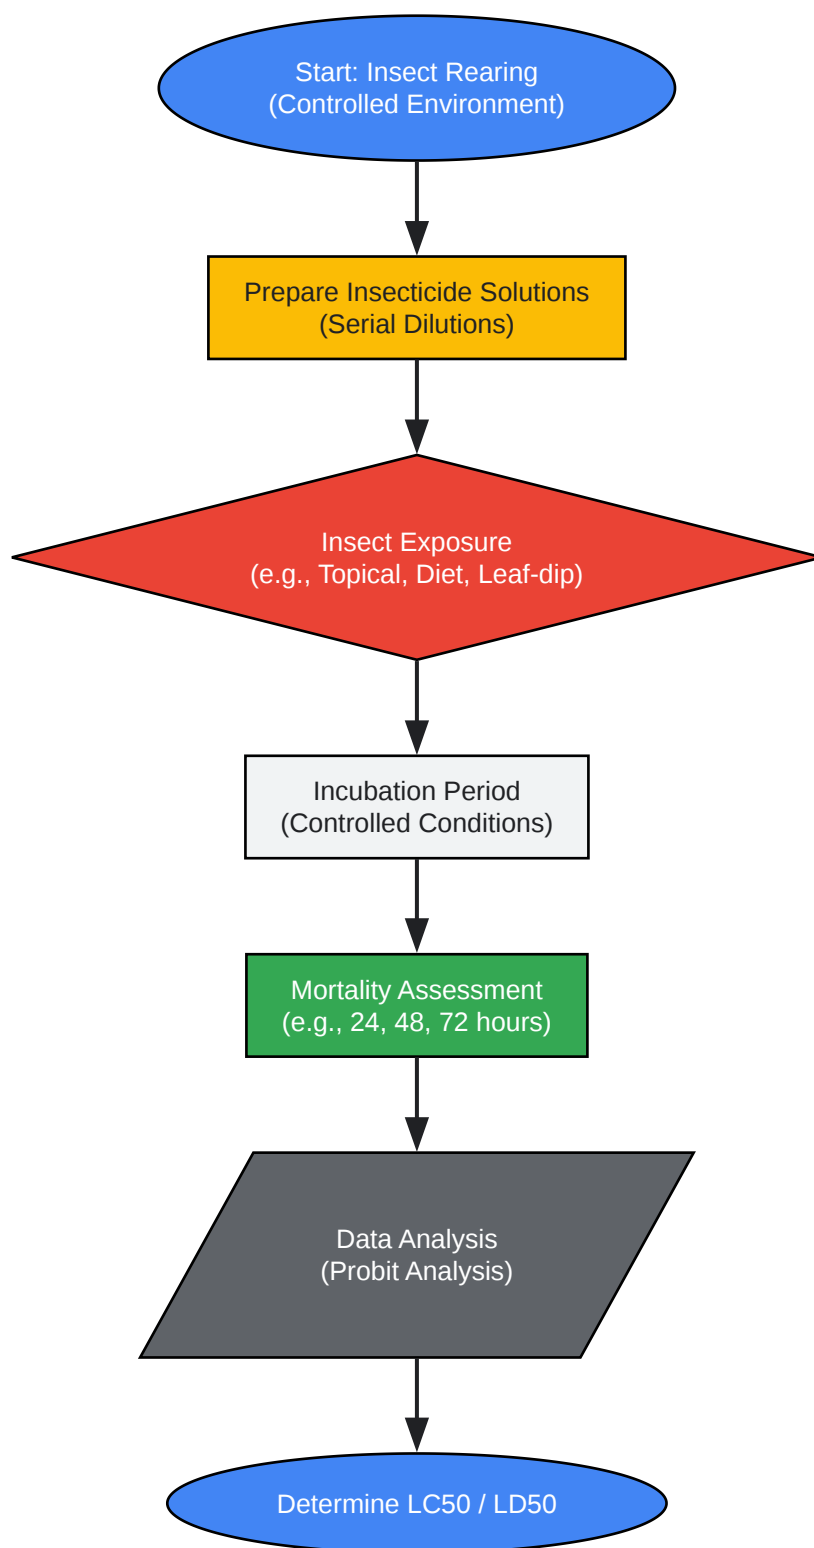 Start: Insect Rearing
(Controlled Environment)
Prepare Insecticide Solutions
(Serial Dilutions)
Insect Exposure
(e.g., Topical, Diet, Leaf-dip)
Incubation Period
(Controlled Conditions)
Mortality Assessment
(e.g., 24, 48, 72 hours)
Data Analysis
(Probit Analysis)
Determine LC50 / LD50